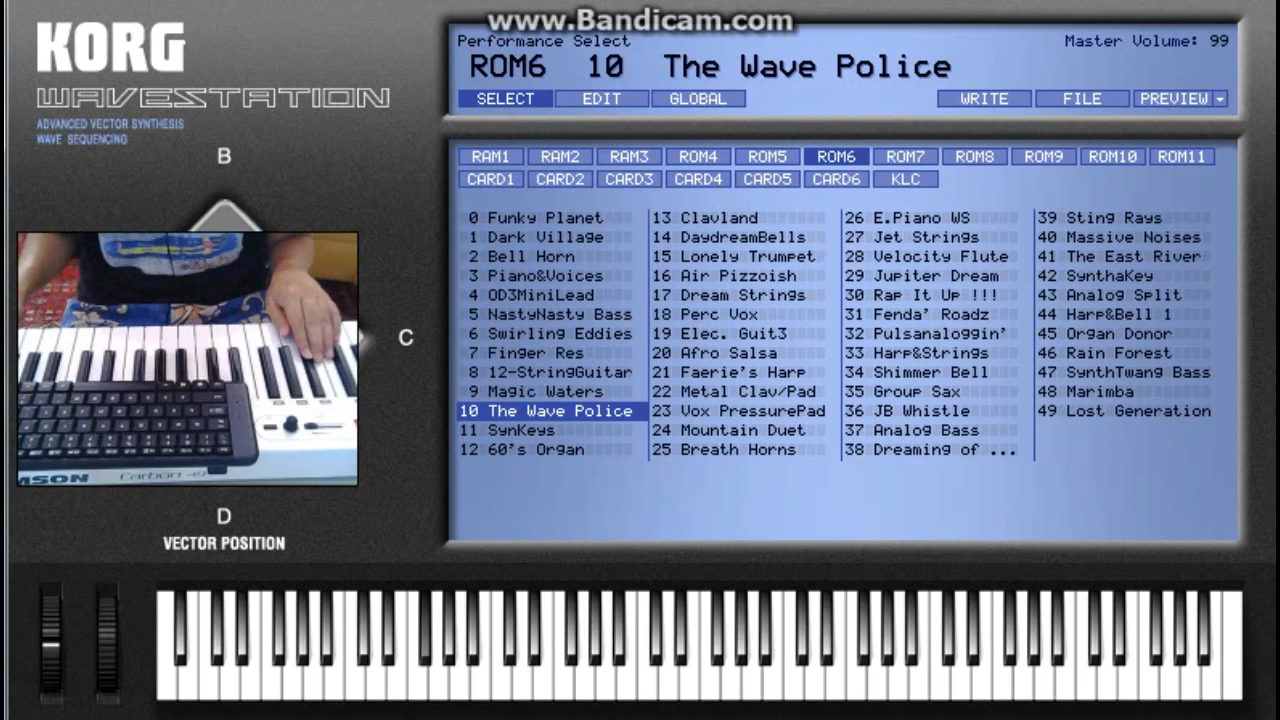 www.Bandicam.com
KORG
WAVESTATION
ADVANCED VECTOR SYNTHESIS
WAVE SEQUENCING
B
C
D
VECTOR POSITION
Performance Select
Master Volume: 99
ROM6 10 The Wave Police
SELECT EDIT GLOBAL WRITE FILE PREVIEW
RAM1 RAM2 RAM3 ROM4 ROM5 ROM6 ROM7 ROM8 ROM9 ROM10 ROM11
CARD1 CARD2 CARD3 CARD4 CARD5 CARD6 KLC
0 Funky Planet
1 Dark Village
2 Bell Horn
3 Piano&Voices
4 OD3MiniLead
5 NastyNasty Bass
6 Swirling Eddies
7 Finger Res
8 12-StringGuitar
9 Magic Waters
10 The Wave Police
11 SynKeys
12 60's Organ
13 Clavland
14 DaydreamBells
15 Lonely Trumpet
16 Air Pizzoish
17 Dream Strings
18 Perc Vox
19 Elec. Guit3
20 Afro Salsa
21 Faerie's Harp
22 Metal Clav/Pad
23 Vox PressurePad
24 Mountain Duet
25 Breath Horns
26 E.Piano WS
27 Jet Strings
28 Velocity Flute
29 Jupiter Dream
30 Rap It Up !!!
31 Fenda' Roadz
32 Pulsanaloggin'
33 Harp&Strings
34 Shimmer Bell
35 Group Sax
36 JB Whistle
37 Analog Bass
38 Dreaming of ...
39 Sting Rays
40 Massive Noises
41 The East River
42 SynthaKey
43 Analog Split
44 Harp&Bell 1
45 Organ Donor
46 Rain Forest
47 SynthTwang Bass
48 Marimba
49 Lost Generation
MSON Carbon 49